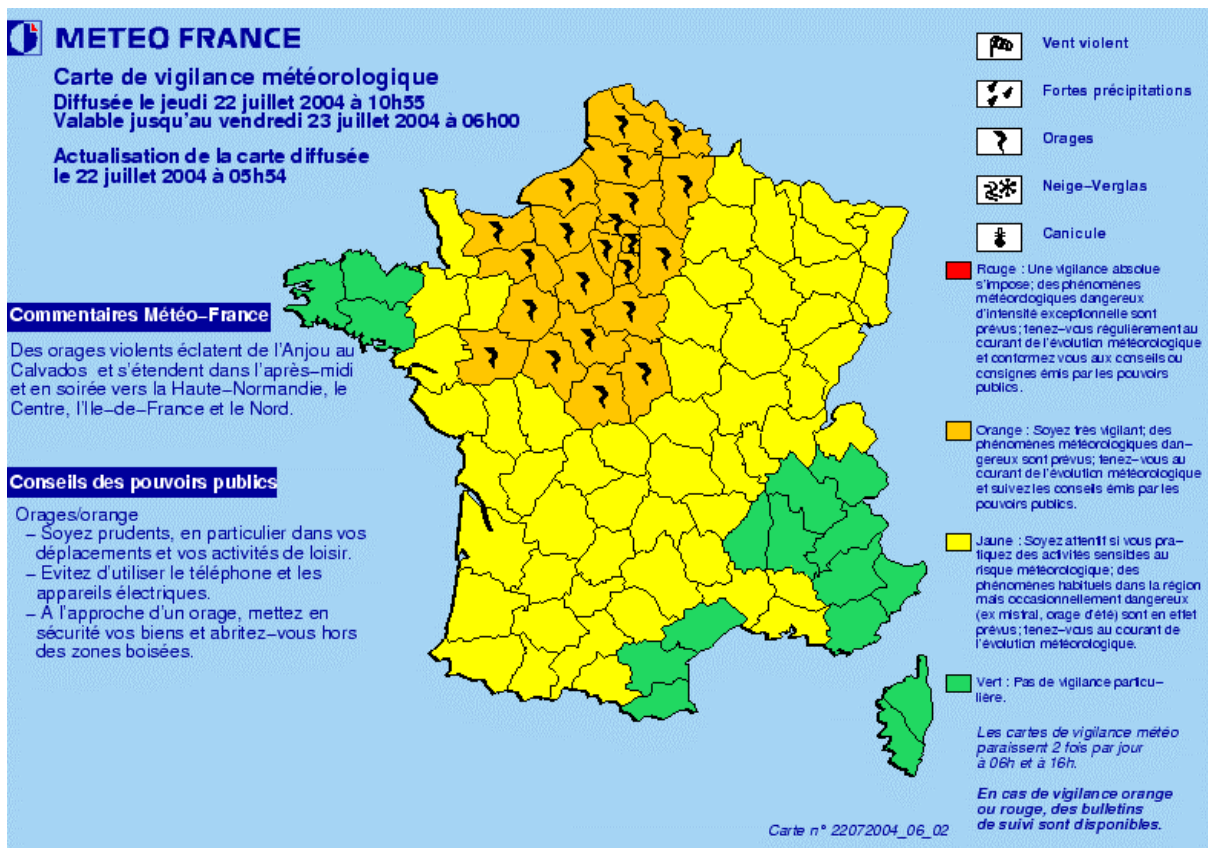 METEO FRANCE
Carte de vigilance météorologique
Diffusée le jeudi 22 juillet 2004 à 10h55
Valable jusqu'au vendredi 23 juillet 2004 à 06h00
Actualisation de la carte diffusée
le 22 juillet 2004 à 05h54
Commentaires Météo–France
Des orages violents éclatent de l'Anjou au
Calvados et s'étendent dans l'après–midi
et en soirée vers la Haute–Normandie, le
Centre, l'Ile–de–France et le Nord.
Conseils des pouvoirs publics
Orages/orange
– Soyez prudents, en particulier dans vos
déplacements et vos activités de loisir.
– Evitez d'utiliser le téléphone et les
appareils électriques.
– A l'approche d'un orage, mettez en
sécurité vos biens et abritez–vous hors
des zones boisées.
Vent violent
Fortes précipitations
Orages
Neige–Verglas
Canicule
Rouge : Une vigilance absolue
s'impose; des phénomènes
météorologiques dangereux
d'intensité exceptionnelle sont
prévus; tenez–vous régulièrement au
courant de l'évolution météorologique
et conformez vous aux conseils ou
consignes émis par les pouvoirs
publics.
Orange : Soyez très vigilant; des
phénomènes météorologiques dan–
gereux sont prévus; tenez–vous au
courant de l'évolution météorologique
et suivez les conseils émis par les
pouvoirs publics.
Jaune : Soyez attentif si vous pra–
tiquez des activités sensibles au
risque météorologique; des
phénomènes habituels dans la région
mais occasionnellement dangereux
(ex mistral, orage d'été) sont en effet
prévus; tenez–vous au courant de
l'évolution météorologique.
Vert : Pas de vigilance particu–
lière.
Les cartes de vigilance météo
paraissent 2 fois par jour
à 06h et à 16h.
En cas de vigilance orange
ou rouge, des bulletins
de suivi sont disponibles.
Carte n° 22072004_06_02